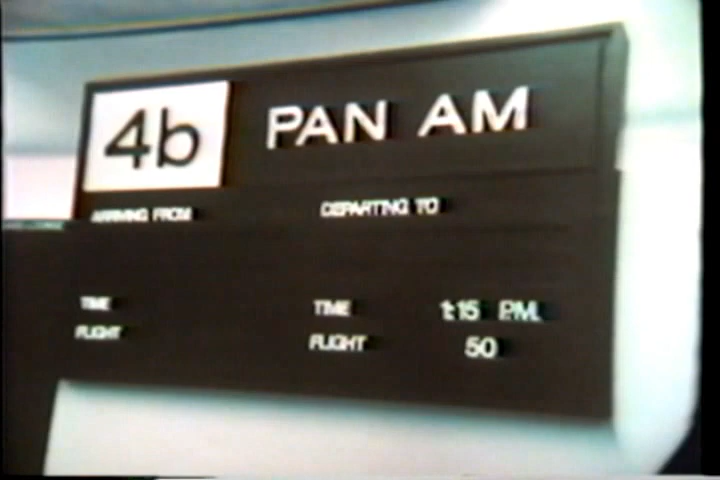 4b PAN AM
ARRIVING FROM DEPARTING TO
TIME TIME 1:15 P.M.
FLIGHT FLIGHT 50